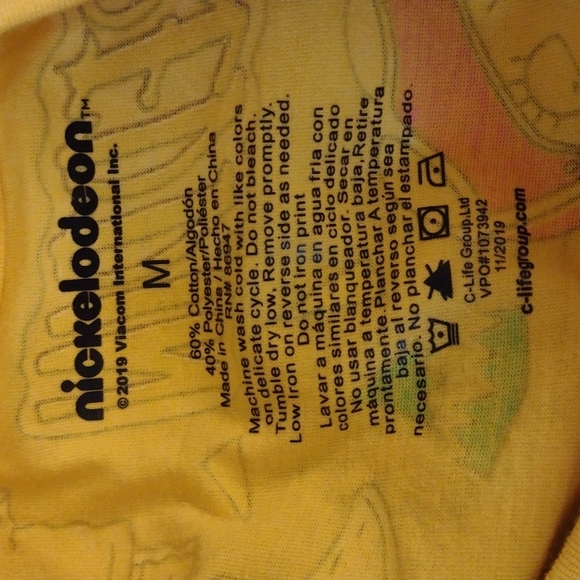 nickelodeon™
©2019 Viacom International Inc.
M
60% Cotton/Algodón
40% Polyester/Poliéster
Made in China / Hecho en China
RN# 86947
Machine wash cold with like colors
on delicate cycle. Do not bleach.
Tumble dry low, Remove promptly.
Low Iron on reverse side as needed.
Do not Iron print
Lavar a máquina en agua fría con
colores similares en ciclo delicado
No usar blanqueador. Secar en
màquina a temperatura baja, Retire
prontamente. Planchar A temperatura
baja al reverso según sea
necesario. No planchar el estampado.
C-Life Group.Ltd
VPO#1073942
11/2019
c-lifegroup.com